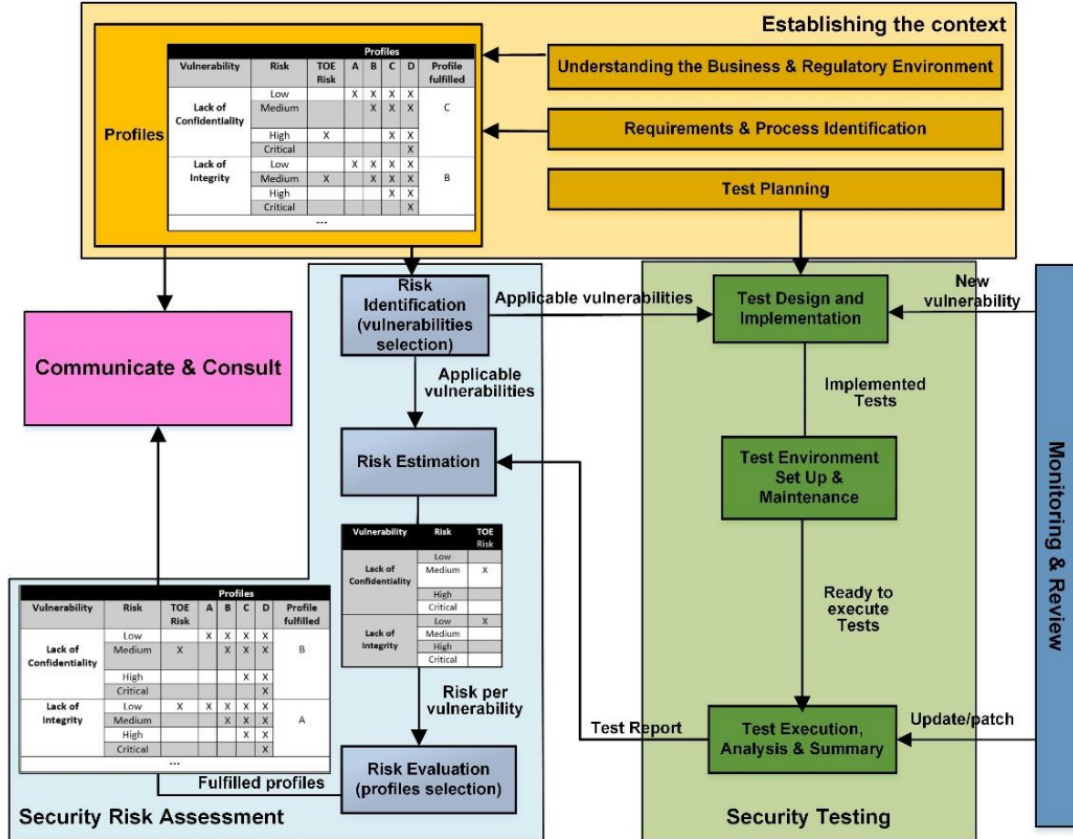 Establishing the context
Profiles
Profiles
Vulnerability Risk TOE Risk A B C D Profile fulfilled
Lack of Confidentiality
Low X X X X
Medium X X X
High X X X
Critical X
C
Lack of Integrity
Low X X X X
Medium X X X X
High X X
Critical X
B
...
Understanding the Business & Regulatory Environment
Requirements & Process Identification
Test Planning
Communicate & Consult
Risk
Identification
(vulnerabilities
selection)
Applicable vulnerabilities
Test Design and
Implementation
New
vulnerability
Applicable
vulnerabilities
Implemented
Tests
Risk Estimation
Test Environment
Set Up &
Maintenance
Monitoring & Review
Vulnerability Risk TOE Risk
Lack of Confidentiality
Low
Medium X
High
Critical
Lack of Integrity
Low X
Medium
High
Critical
Ready to
execute
Tests
Profiles
Vulnerability Risk TOE Risk A B C D Profile fulfilled
Lack of Confidentiality
Low X X X X
Medium X X X X
High X X
Critical X
B
Lack of Integrity
Low X X X X X
Medium X X X
High X X
Critical X
A
...
Risk per
vulnerability
Test Report
Test Execution,
Analysis & Summary
Update/patch
Risk Evaluation
(profiles selection)
Fulfilled profiles
Security Risk Assessment
Security Testing